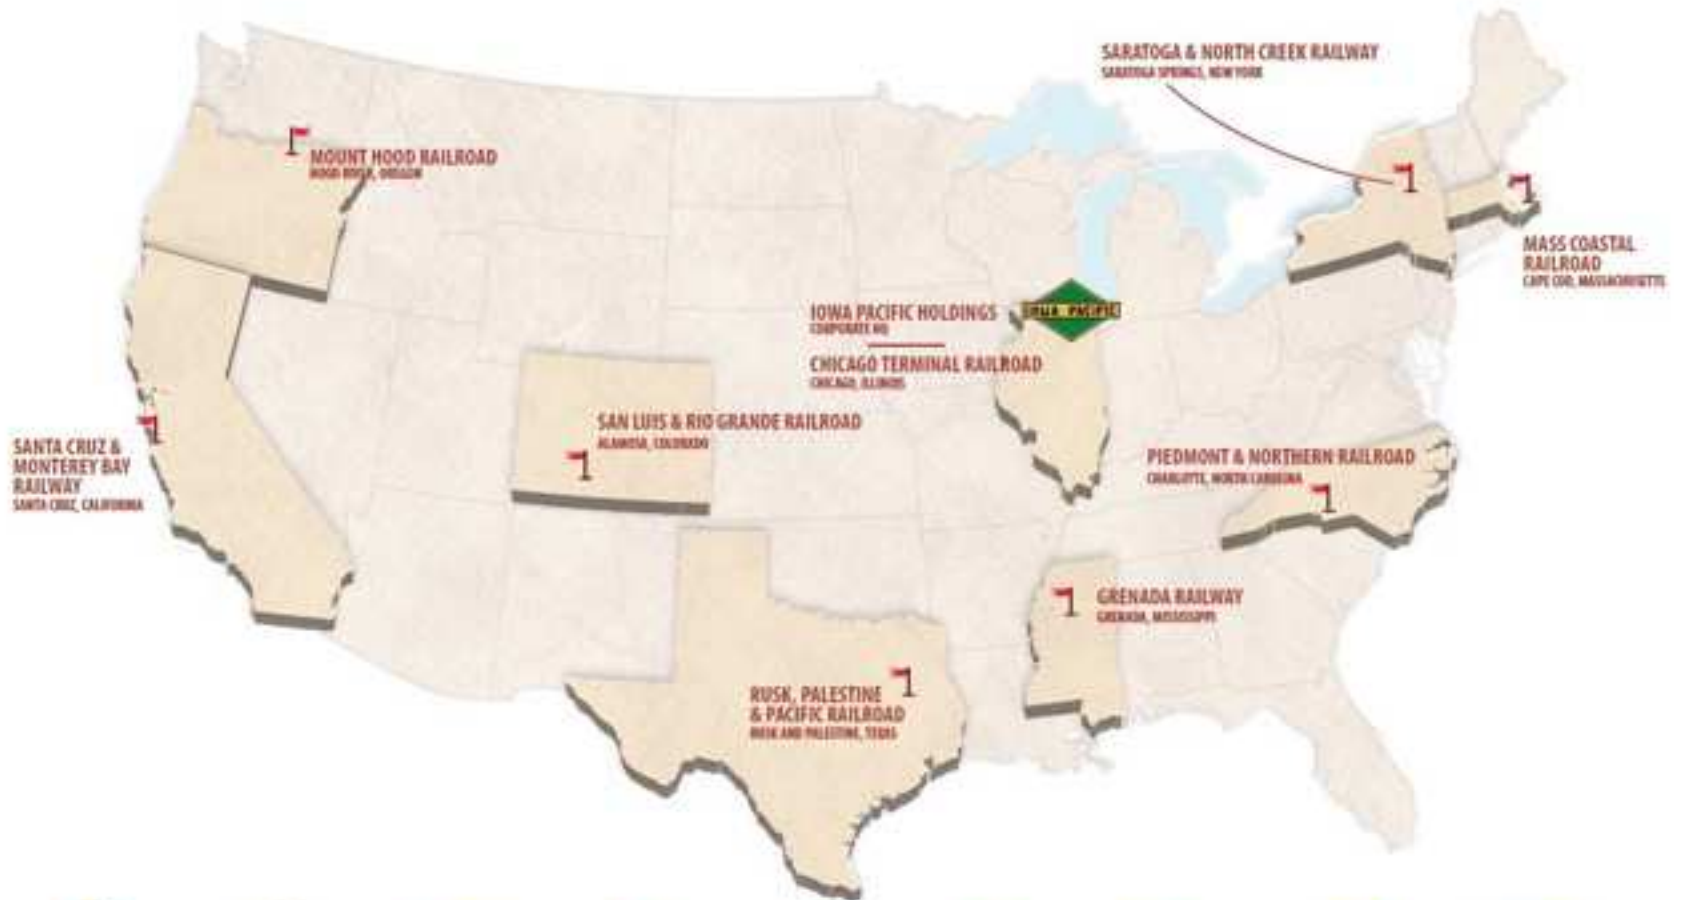 SARATOGA & NORTH CREEK RAILWAY
SARATOGA SPRINGS, NEW YORK
MOUNT HOOD RAILROAD
HOOD RIVER, OREGON
MASS COASTAL
RAILROAD
CAPE COD, MASSACHUSETTS
IOWA PACIFIC HOLDINGS
CORPORATE HQ
IOWA PACIFIC
CHICAGO TERMINAL RAILROAD
CHICAGO, ILLINOIS
SAN LUIS & RIO GRANDE RAILROAD
ALAMOSA, COLORADO
SANTA CRUZ &
MONTEREY BAY
RAILWAY
SANTA CRUZ, CALIFORNIA
PIEDMONT & NORTHERN RAILROAD
CHARLOTTE, NORTH CAROLINA
GRENADA RAILWAY
GRENADA, MISSISSIPPI
RUSK, PALESTINE
& PACIFIC RAILROAD
RUSK AND PALESTINE, TEXAS